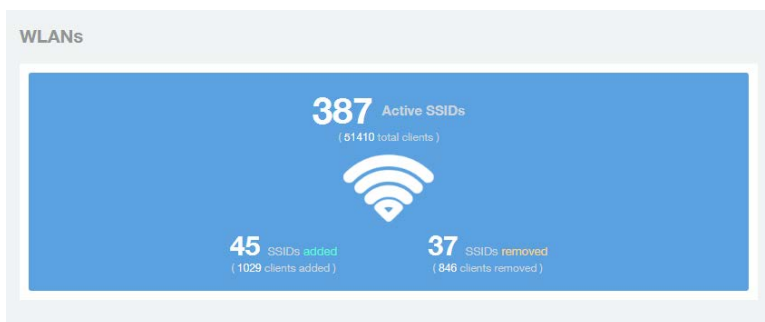 WLANs
387 Active SSIDs
( 51410 total clients )
45 SSIDs added
37 SSIDs removed
( 1029 clients added )
( 846 clients removed )